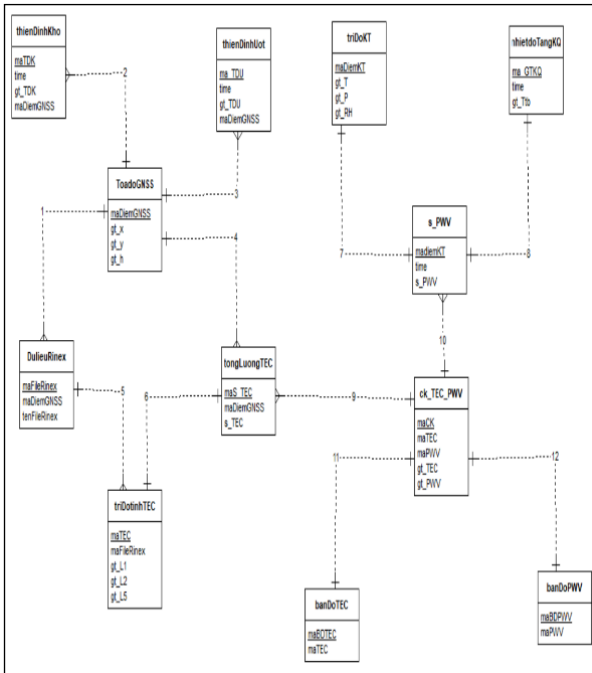 thienDinhKho
maTDK
time
gt_TDK
maDiemGNSS
thienDinhUot
ma_TDU
time
gt_TDU
maDiemGNSS
triDoKT
maDiemKT
gt_T
gt_P
gt_RH
nhietdoTangKQ
ma_GTKQ
time
gt_Ttb
2
3
ToadoGNSS
maDiemGNSS
gt_x
gt_y
gt_h
1
4
s_PWV
madiemKT
time
s_PWV
7
8
10
DulieuRinex
maFileRinex
maDiemGNSS
tenFileRinex
tongLuongTEC
maS_TEC
maDiemGNSS
s_TEC
5
6
9
ck_TEC_PWV
maCK
maTEC
maPWV
gt_TEC
gt_PWV
11
12
triDotinhTEC
maTEC
maFileRinex
gt_L1
gt_L2
gt_L5
banDoTEC
maBDTEC
maTEC
banDoPWV
maBDPWV
maPWV